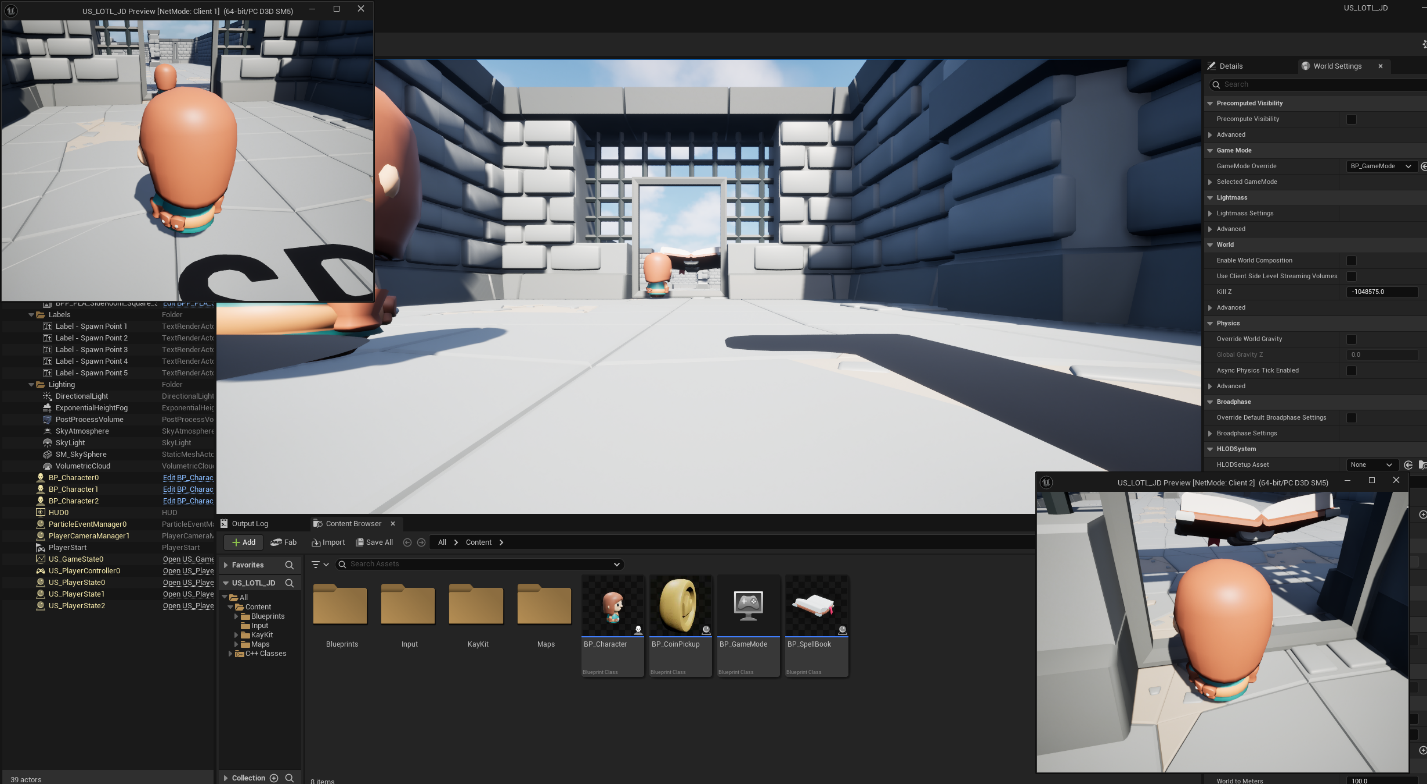 US_LOTL_JD Preview [NetMode: Client 1] (64-bit/PC D3D SM6)
US_LOTL_JD
Details
World Settings
Search
Precomputed Visibility
Precompute Visibility
Advanced
Game Mode
GameMode Override
BP_GameMode
Selected GameMode
Lightmass
Lightmass Settings
Advanced
World
Enable World Composition
Use Client Side Level Streaming Volumes
Kill Z
-1048575.0
Advanced
Physics
Override World Gravity
Global Gravity Z
0.0
Async Physics Tick Enabled
Advanced
Broadphase
Override Default Broadphase Settings
Broadphase Settings
HLODSystem
HLODSetup Asset
None
Labels Folder
Label - Spawn Point 1 TextRenderActo
Label - Spawn Point 2 TextRenderActo
Label - Spawn Point 3 TextRenderActo
Label - Spawn Point 4 TextRenderActo
Label - Spawn Point 5 TextRenderActo
Lighting Folder
DirectionalLight DirectionalLight
ExponentialHeightFog ExponentialHeig
PostProcessVolume PostProcessVo
SkyAtmosphere SkyAtmospher
SkyLight SkyLight
SM_SkySphere StaticMeshActo
VolumetricCloud VolumetricClou
BP_Character0 Edit BP_Charac
BP_Character1 Edit BP_Charac
BP_Character2 Edit BP_Charac
HUD0 HUD
ParticleEventManager0 ParticleEventM
PlayerCameraManager1 PlayerCameraM
PlayerStart PlayerStart
US_GameState0 Open US_Game
US_PlayerController0 Open US_Playe
US_PlayerState0 Open US_Playe
US_PlayerState1 Open US_Playe
US_PlayerState2 Open US_Playe
39 actors
Output Log
Content Browser
Add
Fab
Import
Save All
All
Content
Favorites
Search Assets
US_LOTL_JD
All
Content
Blueprints
Input
KayKit
Maps
C++ Classes
Collection
Blueprints
Input
KayKit
Maps
BP_Character
Blueprint Class
BP_CoinPickup
Blueprint Class
BP_GameMode
Blueprint Class
BP_SpellBook
Blueprint Class
0 items
US_LOTL_JD Preview [NetMode: Client 2] (64-bit/PC D3D SM5)
World to Meters
100.0